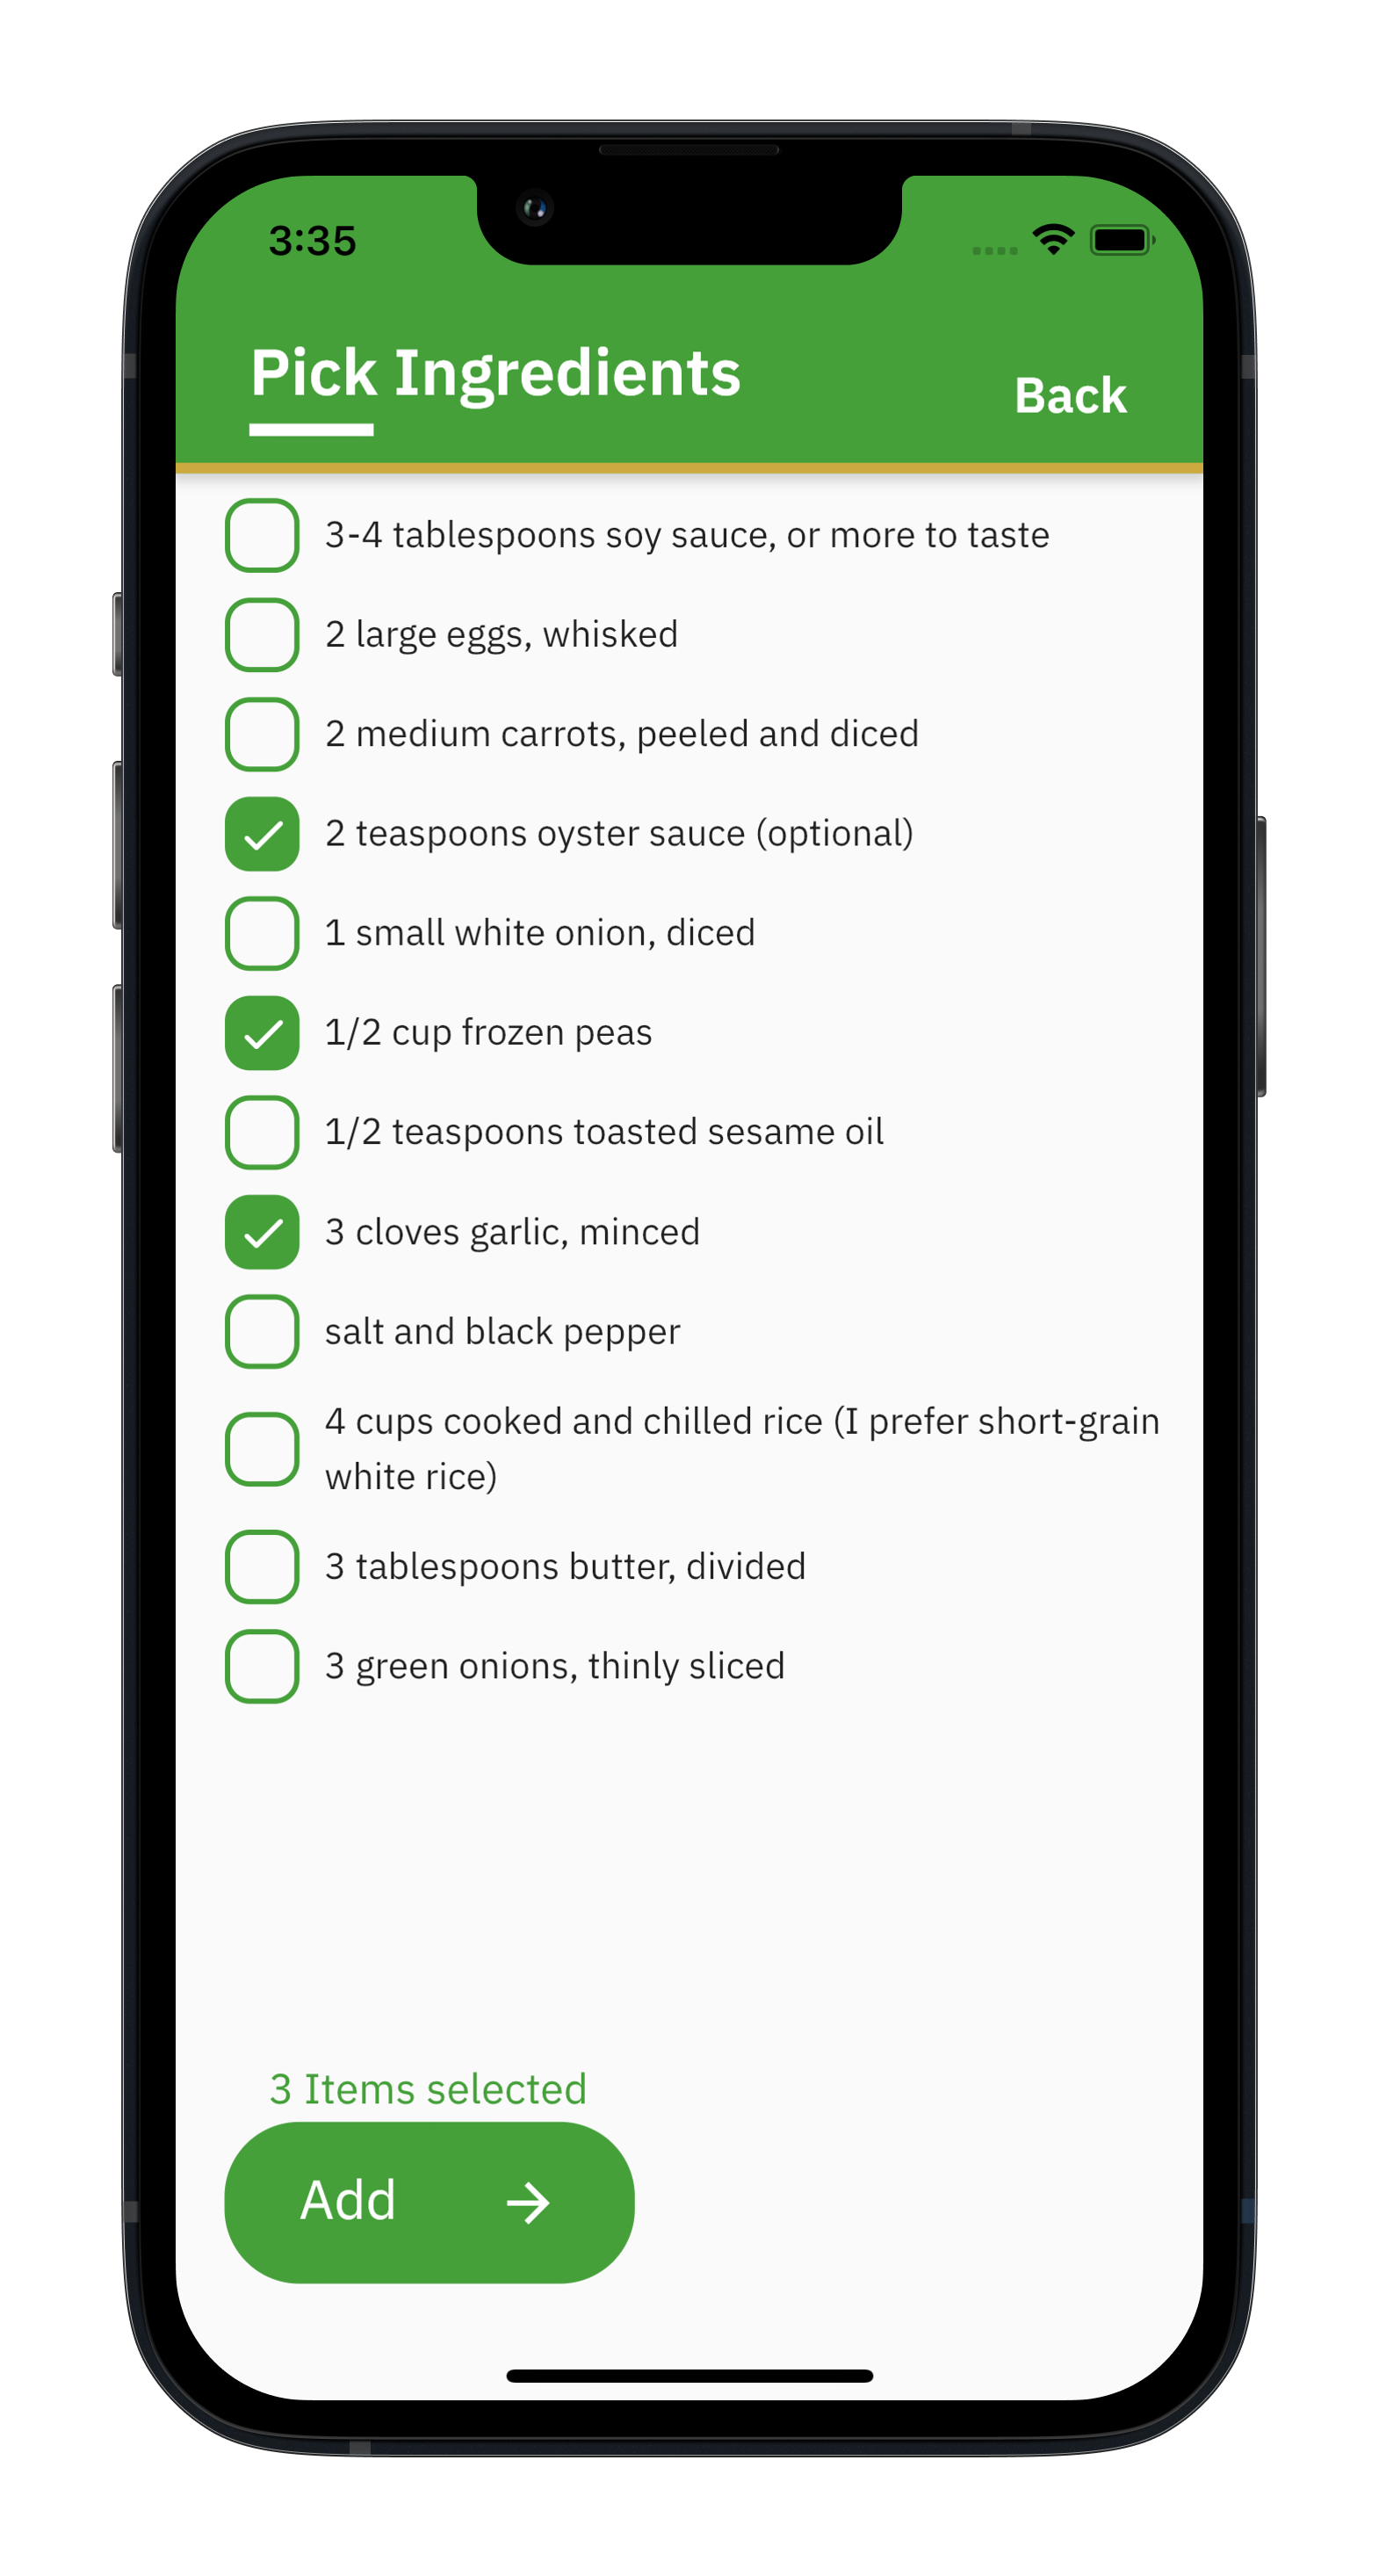 3:35
Pick Ingredients
Back
3-4 tablespoons soy sauce, or more to taste
2 large eggs, whisked
2 medium carrots, peeled and diced
2 teaspoons oyster sauce (optional)
1 small white onion, diced
1/2 cup frozen peas
1/2 teaspoons toasted sesame oil
3 cloves garlic, minced
salt and black pepper
4 cups cooked and chilled rice (I prefer short-grain
white rice)
3 tablespoons butter, divided
3 green onions, thinly sliced
3 Items selected
Add